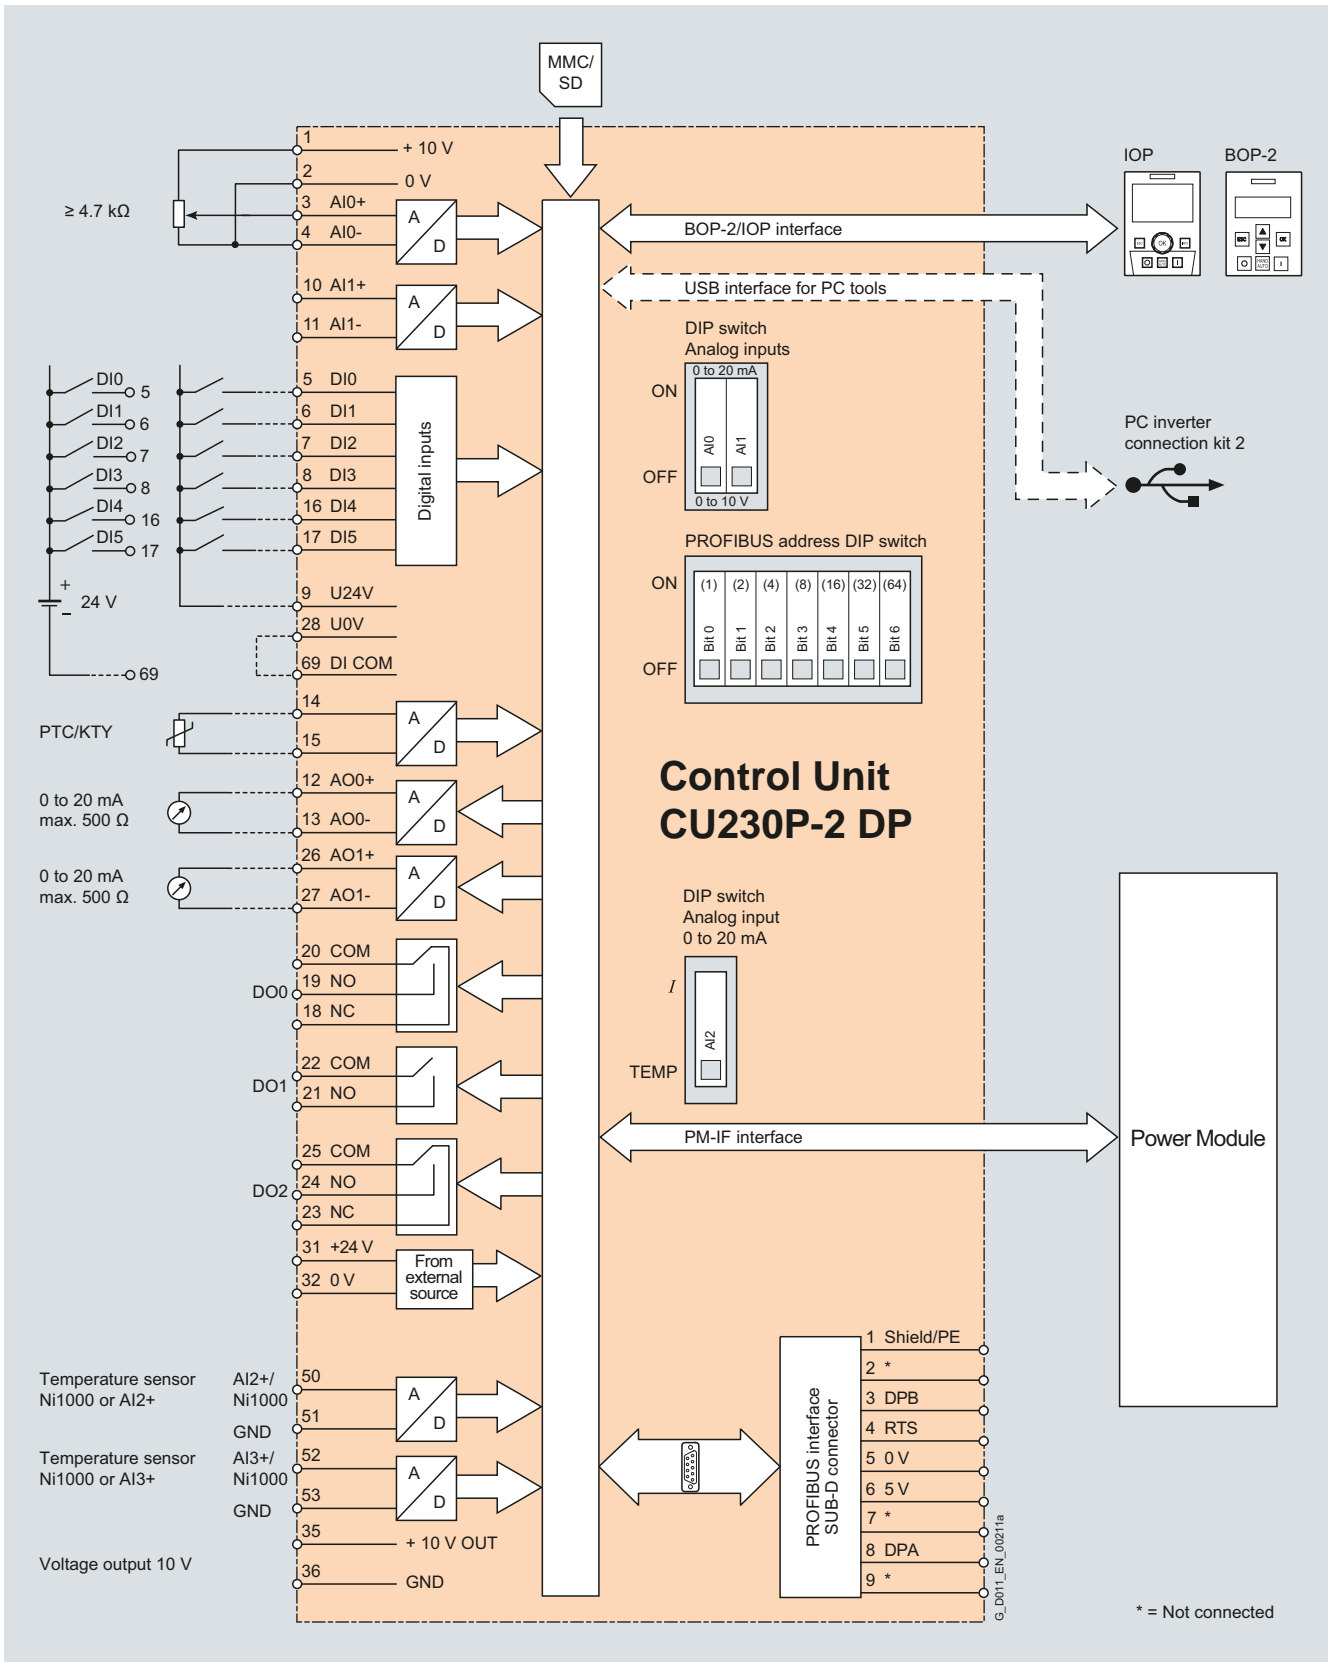 MMC/
SD
1
+ 10 V
2
0 V
≥ 4.7 kΩ
3 AI0+
4 AI0-
A
D
10 AI1+
11 AI1-
A
D
BOP-2/IOP interface
USB interface for PC tools
IOP
BOP-2
ESC
OK
HAND
AUTO
DIP switch
Analog inputs
0 to 20 mA
ON
OFF
AI0
AI1
0 to 10 V
PC inverter
connection kit 2
DI0
5
DI1
6
DI2
7
DI3
8
DI4
16
DI5
17
+
–
24 V
69
5 DI0
6 DI1
7 DI2
8 DI3
16 DI4
17 DI5
Digital inputs
9 U24V
28 U0V
69 DI COM
PROFIBUS address DIP switch
ON
OFF
(1) (2) (4) (8) (16) (32) (64)
Bit 0
Bit 1
Bit 2
Bit 3
Bit 4
Bit 5
Bit 6
PTC/KTY
14
15
A
D
0 to 20 mA
max. 500 Ω
12 AO0+
13 AO0-
A
D
0 to 20 mA
max. 500 Ω
26 AO1+
27 AO1-
A
D
Control Unit
CU230P-2 DP
DIP switch
Analog input
0 to 20 mA
I
AI2
TEMP
DO0
20 COM
19 NO
18 NC
DO1
22 COM
21 NO
DO2
25 COM
24 NO
23 NC
PM-IF interface
Power Module
31 +24 V
32 0 V
From
external
source
Temperature sensor
Ni1000 or AI2+
AI2+/
Ni1000
GND
50
51
A
D
Temperature sensor
Ni1000 or AI3+
AI3+/
Ni1000
GND
52
53
A
D
Voltage output 10 V
35
+ 10 V OUT
36
GND
PROFIBUS interface
SUB-D connector
1 Shield/PE
2 *
3 DPB
4 RTS
5 0 V
6 5 V
7 *
8 DPA
9 *
G_D011_EN_00211a
* = Not connected